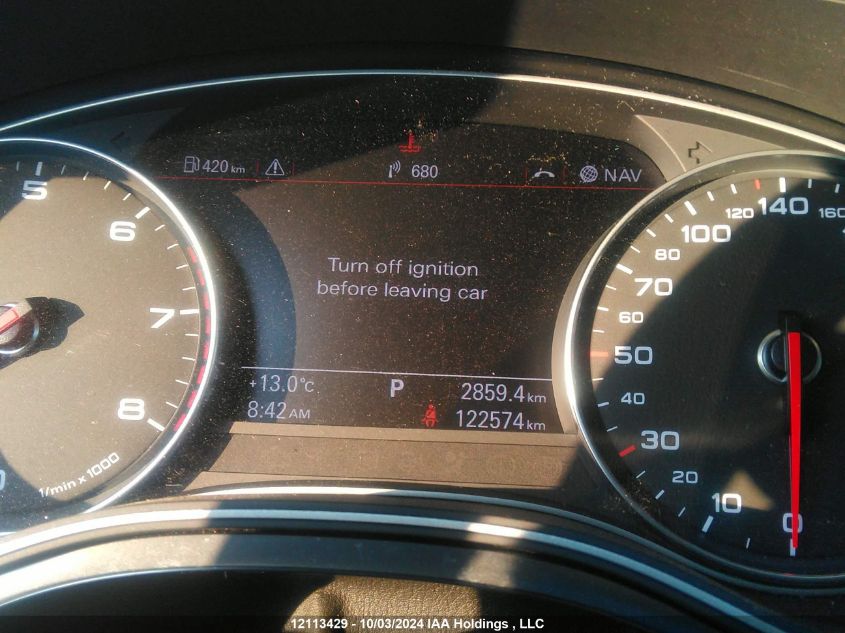 420 km
680
NAV
Turn off ignition
before leaving car
+13.0°c
P
2859.4 km
8:42 AM
122574 km
5
6
7
8
1/min x 1000
0
10
20
30
40
50
60
70
80
100
120
140
160
12113429 - 10/03/2024 IAA Holdings , LLC